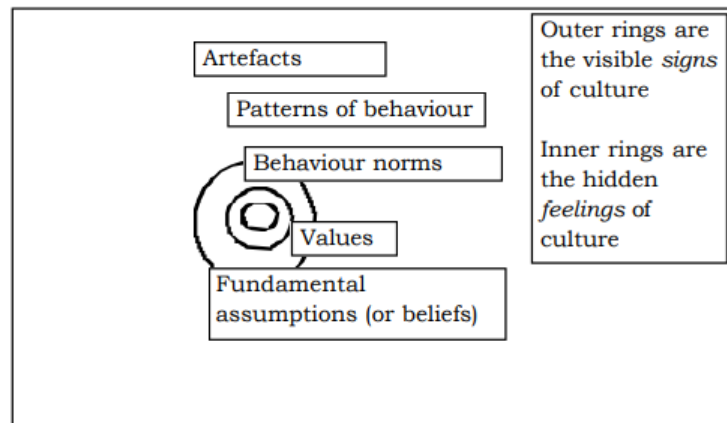 Artefacts
Patterns of behaviour
Behaviour norms
Values
Fundamental
assumptions (or beliefs)
Outer rings are
the visible signs
of culture
Inner rings are
the hidden
feelings of
culture